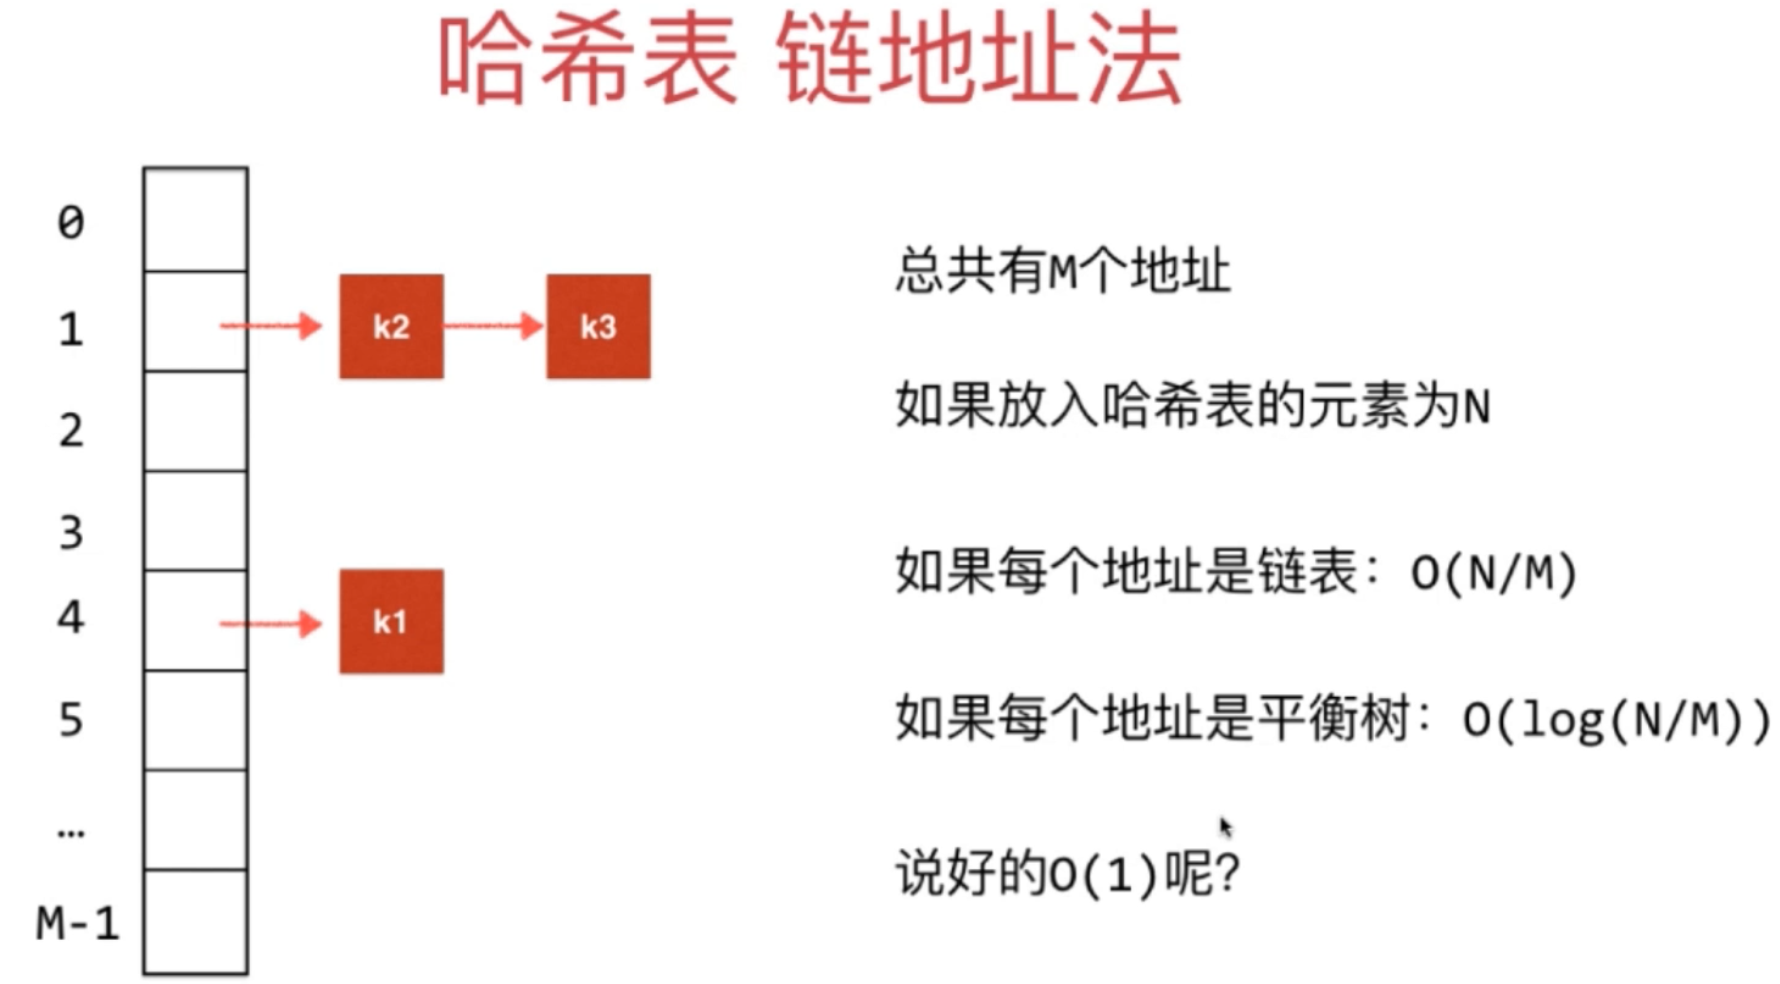 哈希表 链地址法
0
1
k2
k3
2
3
4
k1
5
…
M-1
总共有M个地址
如果放入哈希表的元素为N
如果每个地址是链表：O(N/M)
如果每个地址是平衡树：O(log(N/M))
说好的O(1)呢？